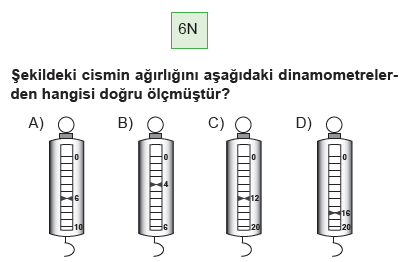 6N
Şekildeki cismin ağırlığını aşağıdaki dinamometreler-
den hangisi doğru ölçmüştür?
A) B) C) D)
0 0 0 0
6 4 12 16
10 6 20 20